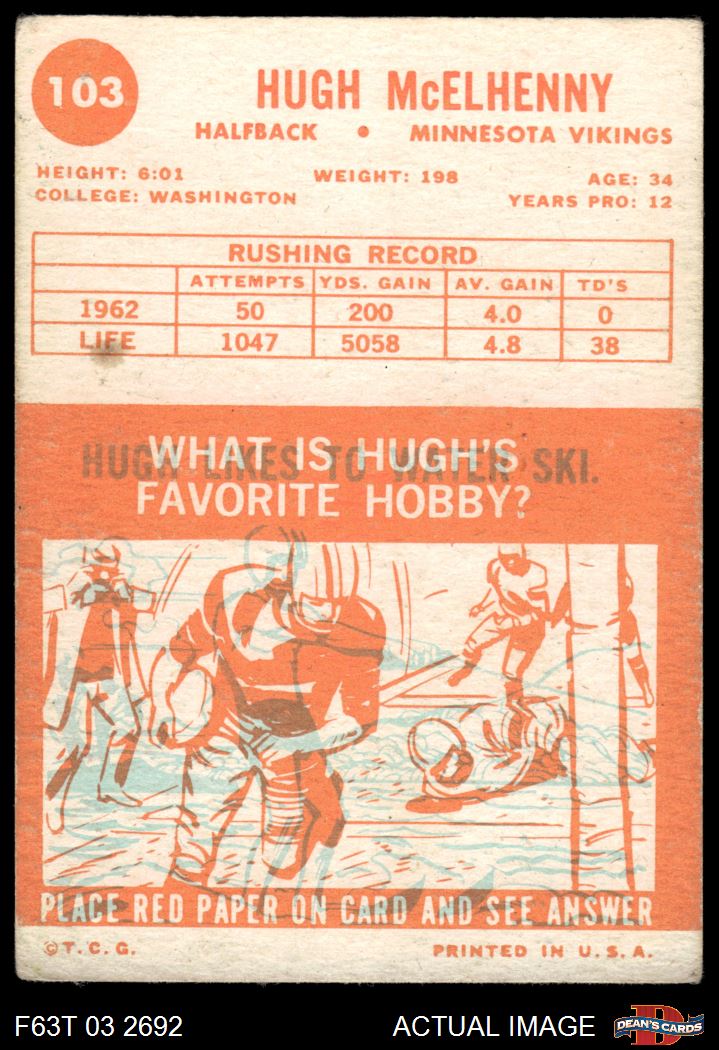 103
HUGH McELHENNY
HALFBACK • MINNESOTA VIKINGS
HEIGHT: 6:01 WEIGHT: 198 AGE: 34
COLLEGE: WASHINGTON YEARS PRO: 12
RUSHING RECORD
ATTEMPTS YDS. GAIN AV. GAIN TD'S
1962 50 200 4.0 0
LIFE 1047 5058 4.8 38
WHAT IS HUGH'S
HUGH LIKES TO WATER SKI.
FAVORITE HOBBY?
PLACE RED PAPER ON CARD AND SEE ANSWER
©T.C.G. PRINTED IN U.S.A.
F63T 03 2692 ACTUAL IMAGE DEAN'S CARDS